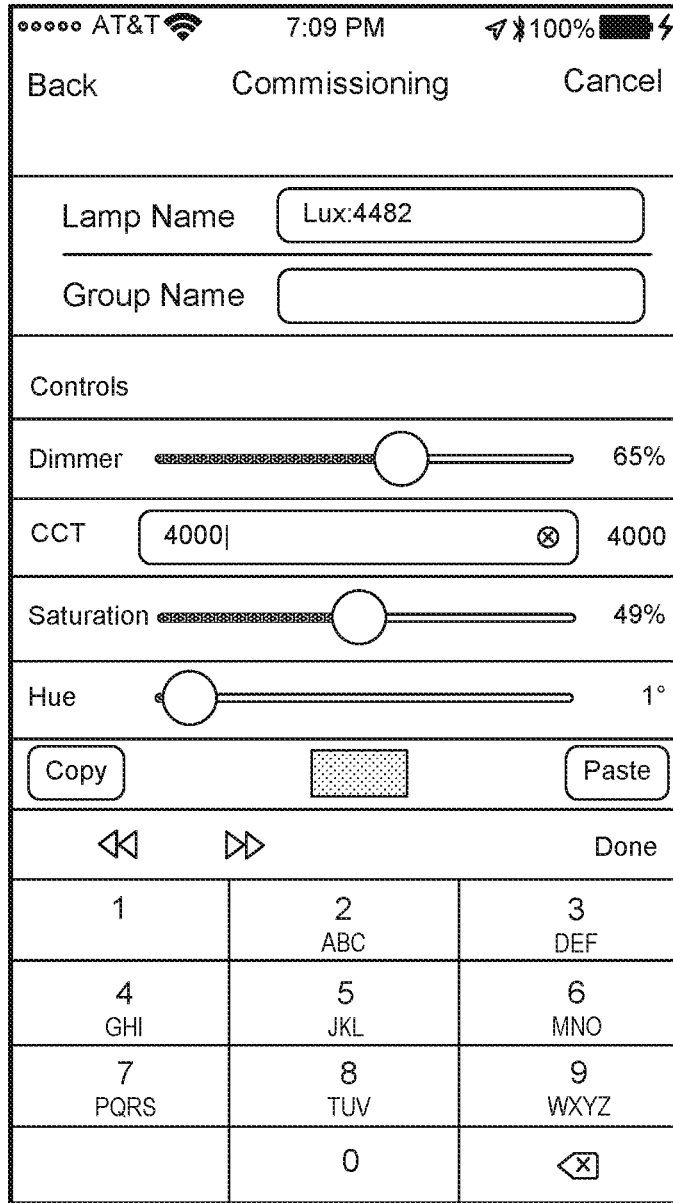 AT&T 7:09 PM 100%
Back Commissioning Cancel
Lamp Name Lux:4482
Group Name
Controls
Dimmer 65%
CCT 4000 4000
Saturation 49%
Hue 1°
Copy Paste
Done
1 2 3
ABC DEF
4 5 6
GHI JKL MNO
7 8 9
PQRS TUV WXYZ
0